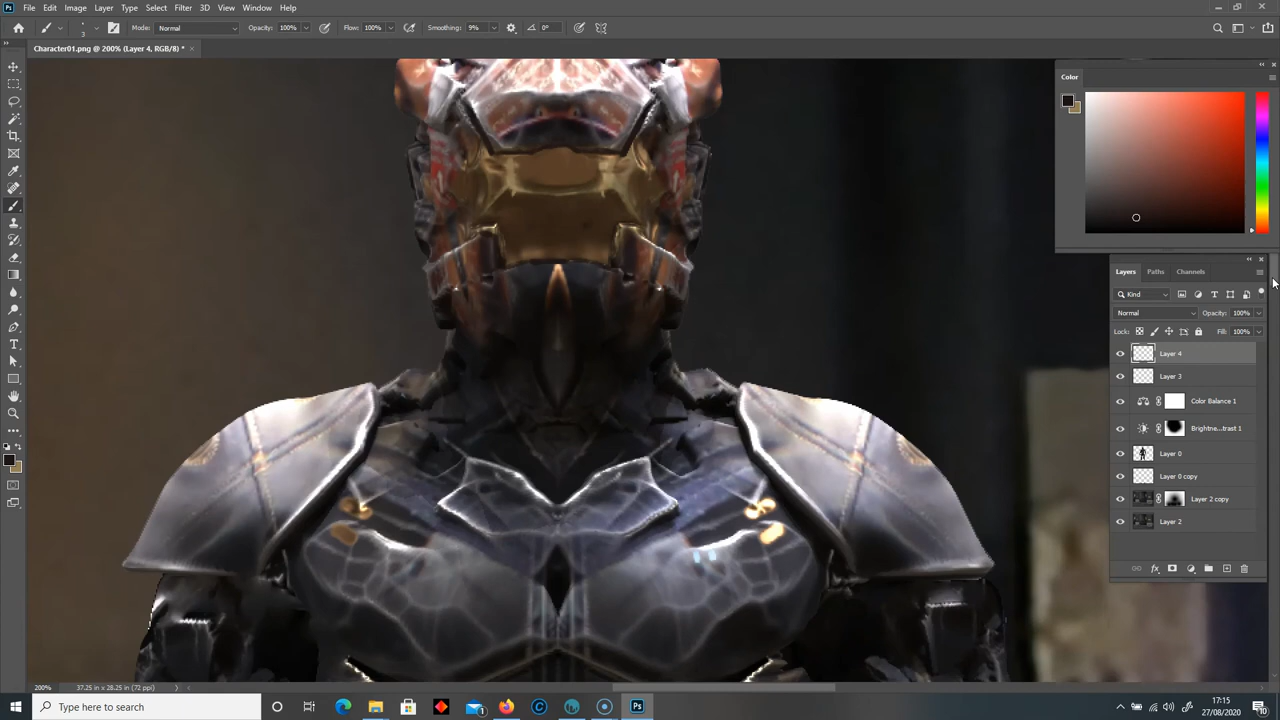 Ps File Edit Image Layer Type Select Filter 3D View Window Help
3 Mode: Normal Opacity: 100% Flow: 100% Smoothing: 9% 0°
Character01.png @ 200% (Layer 4, RGB/8) *
Color
Layers Paths Channels
Kind
Normal Opacity: 100%
Lock: Fill: 100%
Layer 4
Layer 3
Color Balance 1
Brightne...trast 1
Layer 0
Layer 0 copy
Layer 2 copy
Layer 2
200% 37.25 in x 28.25 in (72 ppi)
Type here to search
17:15
27/08/2020